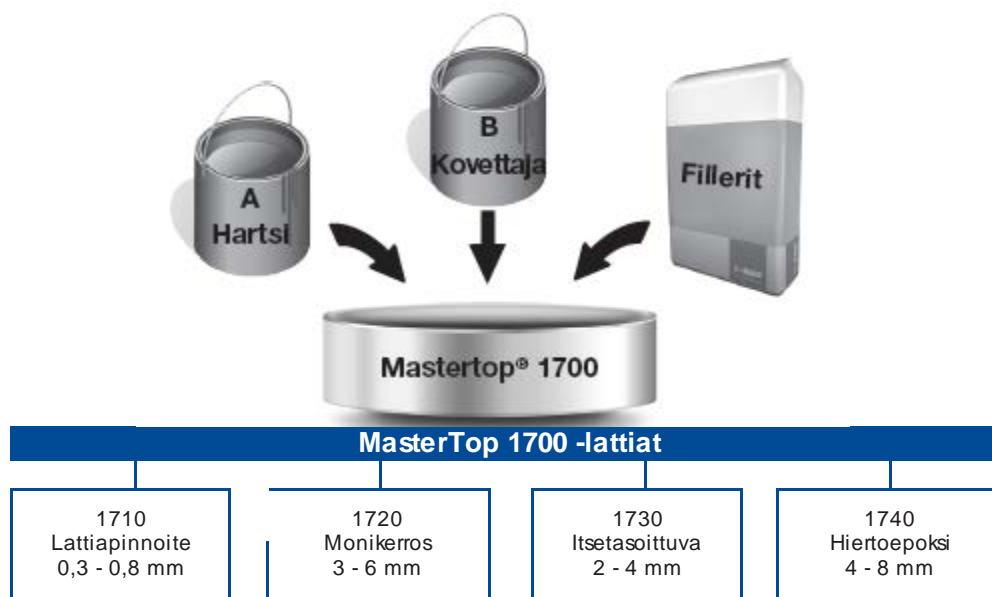 A
Hartsi
B
Kovettaja
Fillerit
Mastertop® 1700
MasterTop 1700 -lattiat
1710
Lattiapinnoite
0,3 - 0,8 mm
1720
Monikerros
3 - 6 mm
1730
Itsetasoittuva
2 - 4 mm
1740
Hiertoepoksi
4 - 8 mm